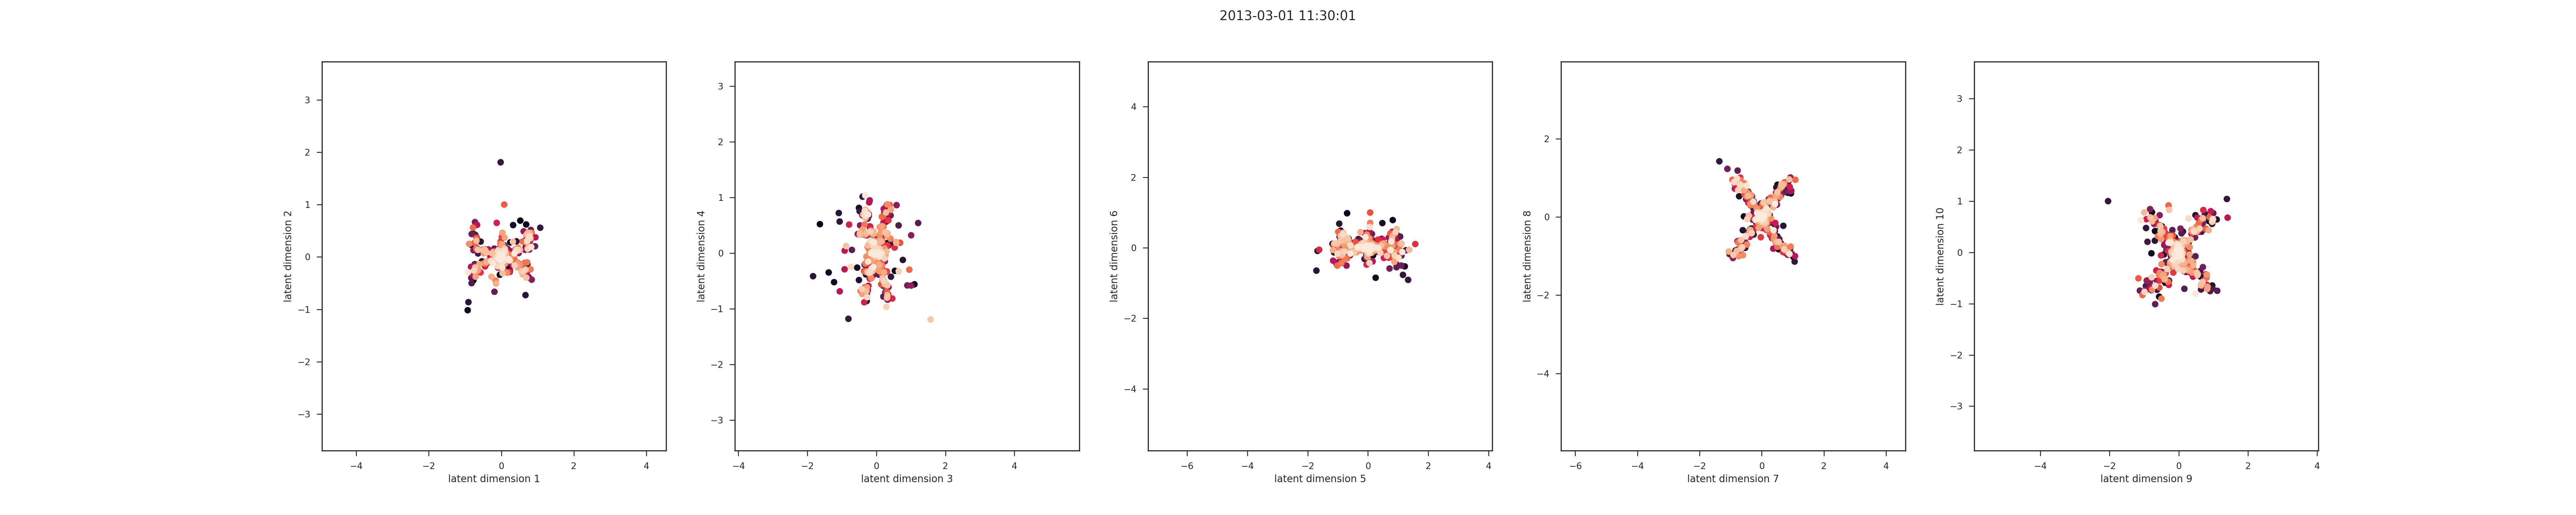 2013-03-01 11:30:01
latent dimension 2
3
2
1
0
−1
−2
−3
−4 −2 0 2 4
latent dimension 1
latent dimension 4
3
2
1
0
−1
−2
−3
−4 −2 0 2 4
latent dimension 3
latent dimension 6
4
2
0
−2
−4
−6 −4 −2 0 2 4
latent dimension 5
latent dimension 8
2
0
−2
−4
−6 −4 −2 0 2 4
latent dimension 7
latent dimension 10
3
2
1
0
−1
−2
−3
−4 −2 0 2 4
latent dimension 9